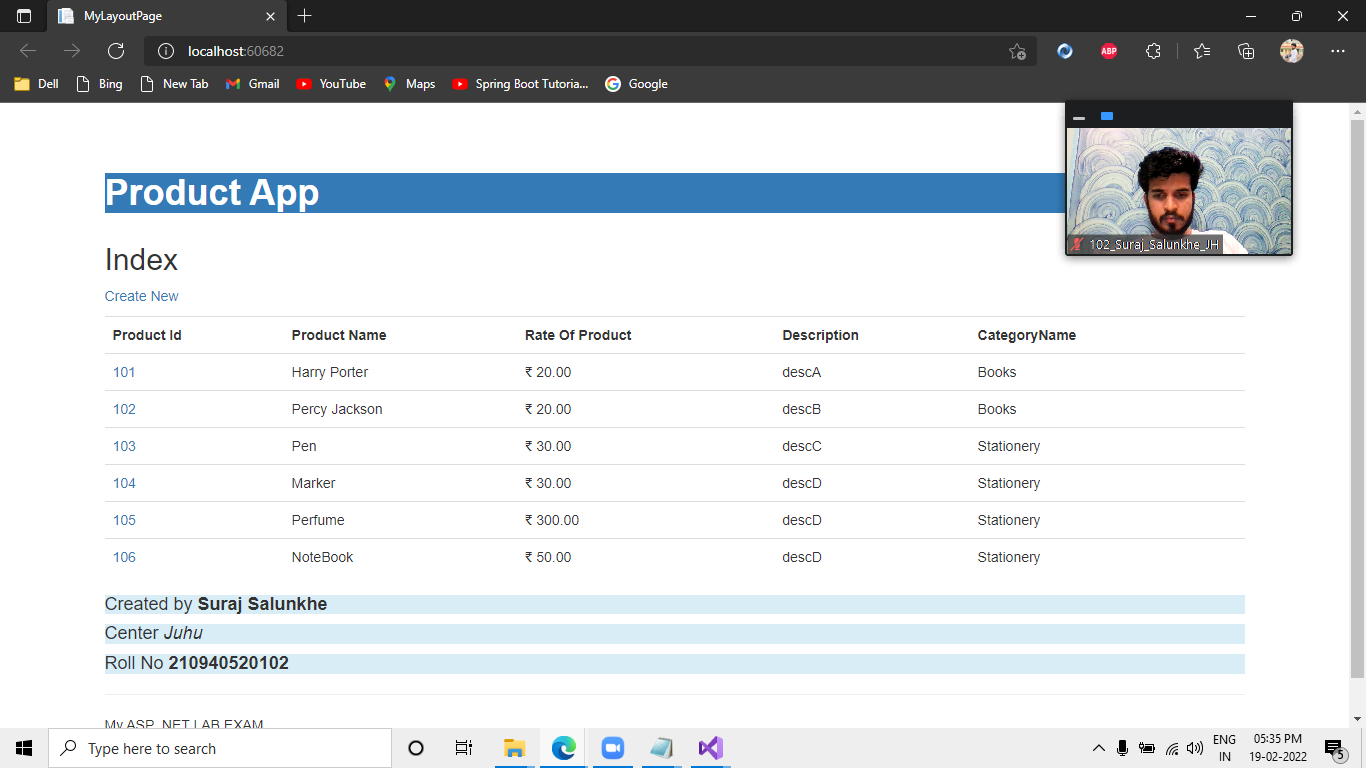 MyLayoutPage
localhost:60682
ABP
Dell Bing New Tab Gmail YouTube Maps Spring Boot Tutoria... Google
Product App
102_Suraj_Salunkhe_JH
Index
Create New
Product Id Product Name Rate Of Product Description CategoryName
101 Harry Porter ₹ 20.00 descA Books
102 Percy Jackson ₹ 20.00 descB Books
103 Pen ₹ 30.00 descC Stationery
104 Marker ₹ 30.00 descD Stationery
105 Perfume ₹ 300.00 descD Stationery
106 NoteBook ₹ 50.00 descD Stationery
Created by Suraj Salunkhe
Center Juhu
Roll No 210940520102
My ASP .NET LAB EXAM
Type here to search
ENG
IN
05:35 PM
19-02-2022
5